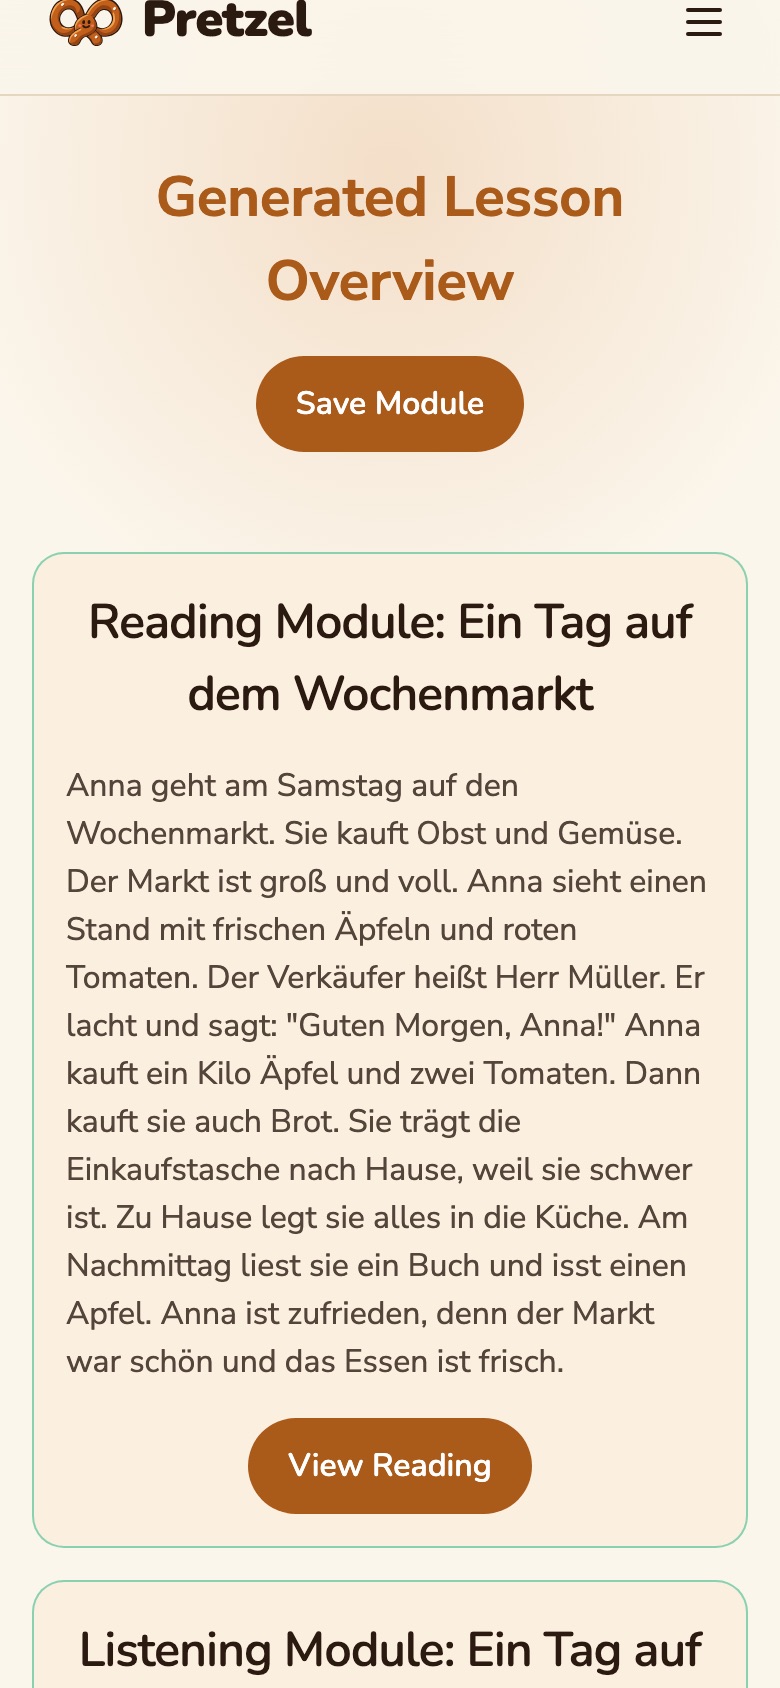 Pretzel
Generated Lesson
Overview
Save Module
Reading Module: Ein Tag auf
dem Wochenmarkt
Anna geht am Samstag auf den
Wochenmarkt. Sie kauft Obst und Gemüse.
Der Markt ist groß und voll. Anna sieht einen
Stand mit frischen Äpfeln und roten
Tomaten. Der Verkäufer heißt Herr Müller. Er
lacht und sagt: "Guten Morgen, Anna!" Anna
kauft ein Kilo Äpfel und zwei Tomaten. Dann
kauft sie auch Brot. Sie trägt die
Einkaufstasche nach Hause, weil sie schwer
ist. Zu Hause legt sie alles in die Küche. Am
Nachmittag liest sie ein Buch und isst einen
Apfel. Anna ist zufrieden, denn der Markt
war schön und das Essen ist frisch.
View Reading
Listening Module: Ein Tag auf